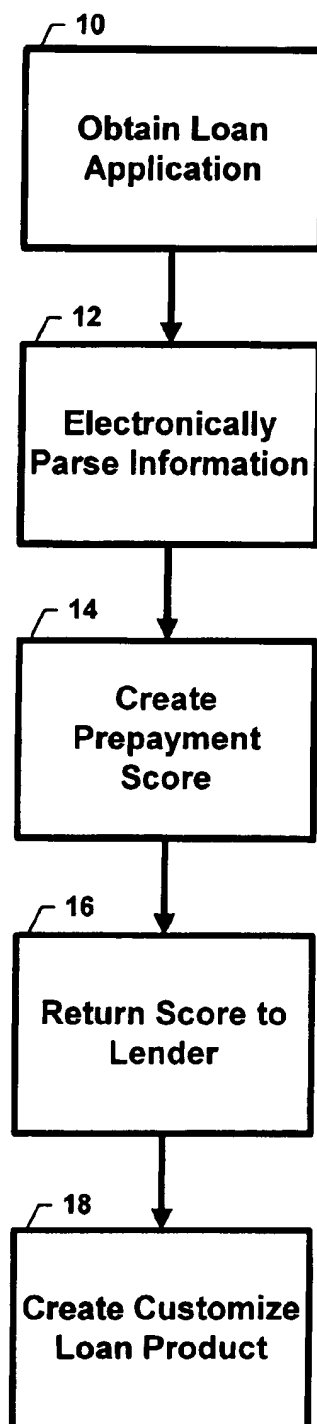 10
Obtain Loan
Application
12
Electronically
Parse Information
14
Create
Prepayment
Score
16
Return Score to
Lender
18
Create Customize
Loan Product